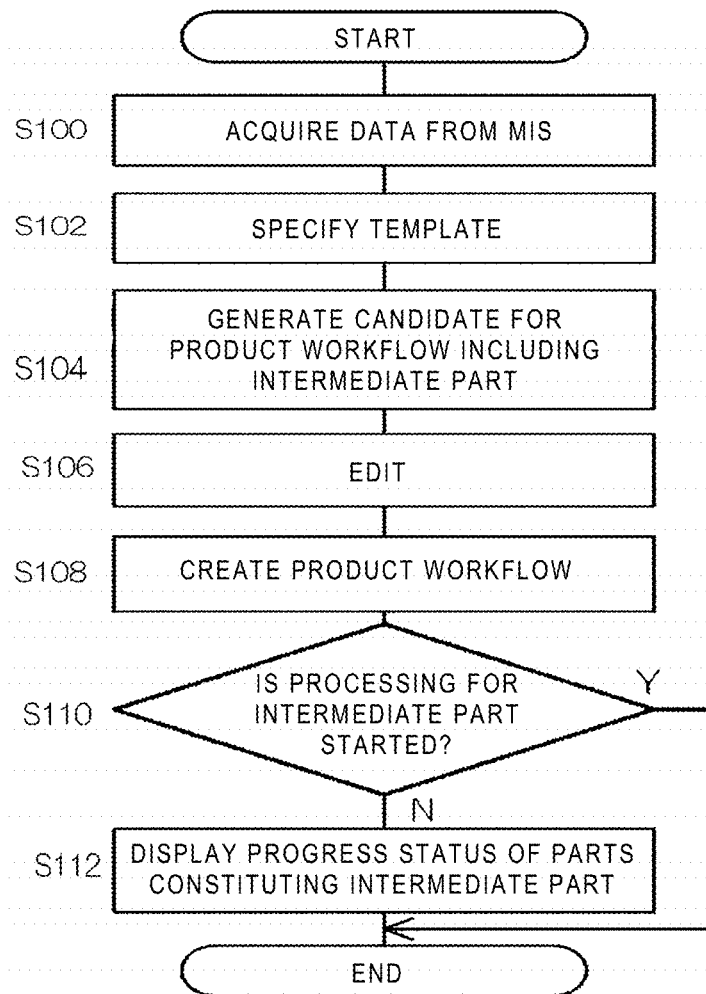 START
S100
ACQUIRE DATA FROM MIS
S102
SPECIFY TEMPLATE
S104
GENERATE CANDIDATE FOR
PRODUCT WORKFLOW INCLUDING
INTERMEDIATE PART
S106
EDIT
S108
CREATE PRODUCT WORKFLOW
S110
IS PROCESSING FOR
INTERMEDIATE PART
STARTED?
Y
N
S112
DISPLAY PROGRESS STATUS OF PARTS
CONSTITUTING INTERMEDIATE PART
END